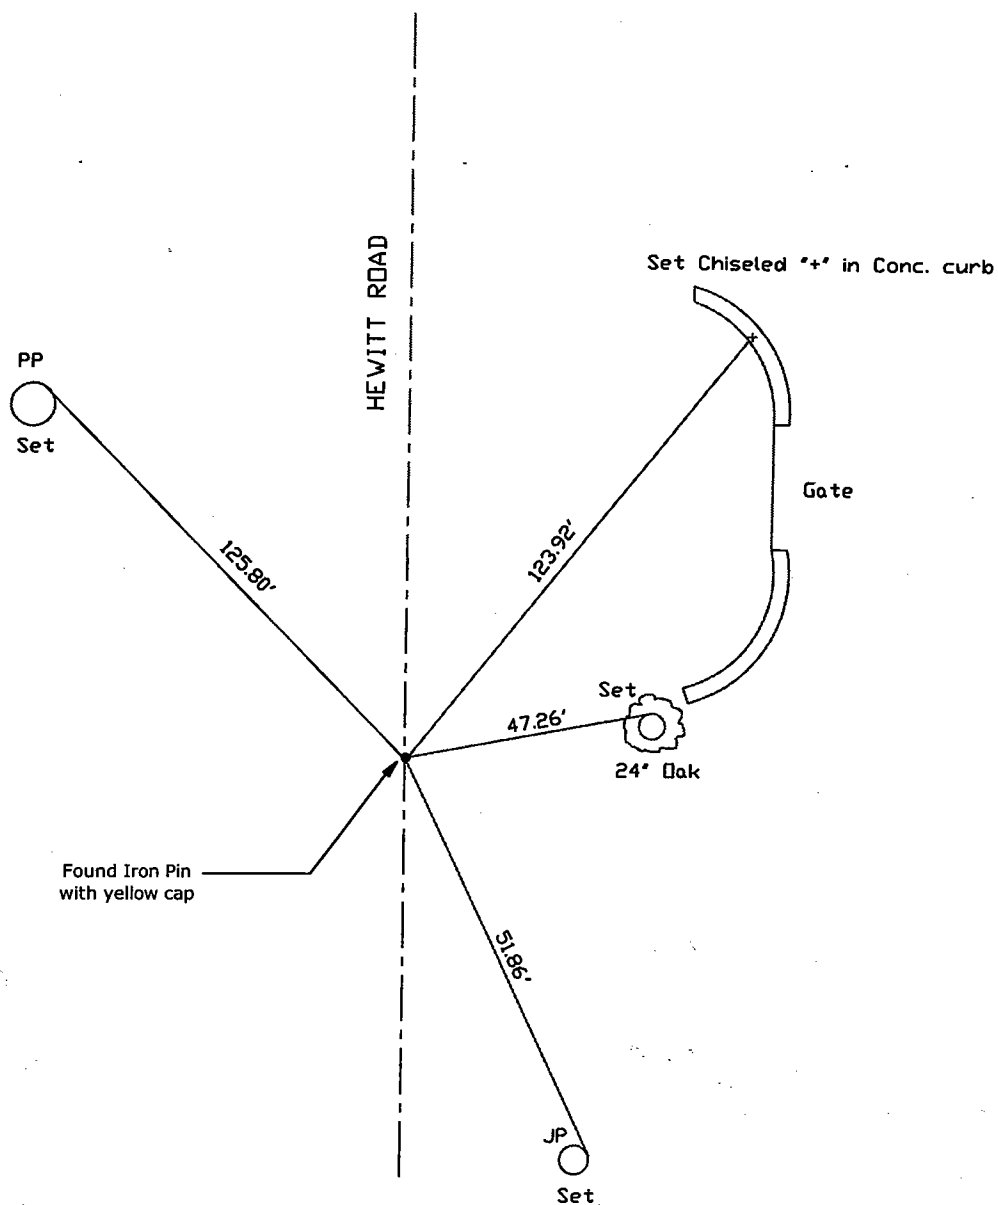 HEWITT ROAD
Set Chiseled "+" in Conc. curb
PP
Set
Gate
125.80'
123.92'
Set
47.26'
24" Oak
Found Iron Pin
with yellow cap
51.86'
JP
Set